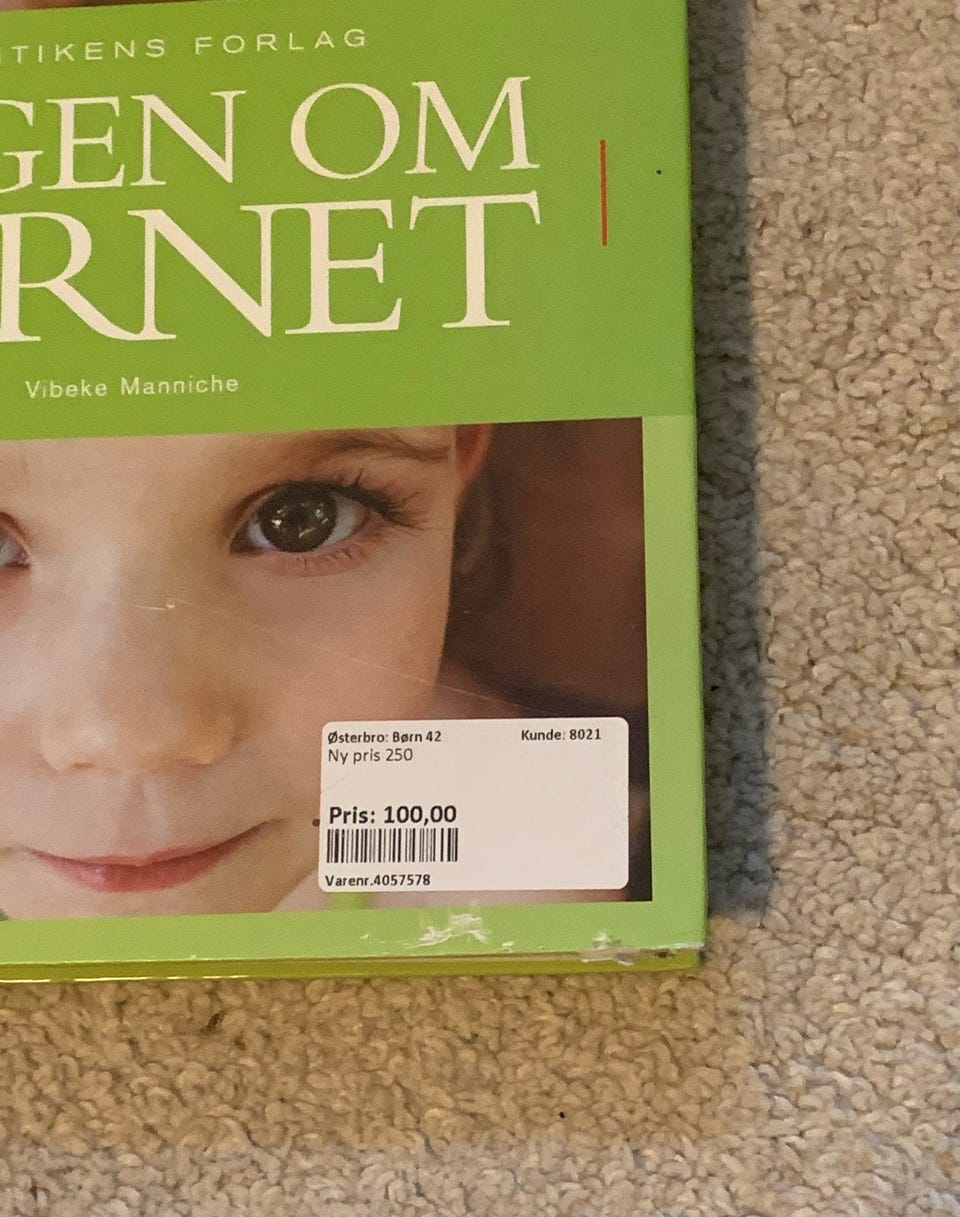 TIKENS FORLAG
GEN OM
RNET
Vibeke Manniche
Østerbro: Børn 42 Kunde: 8021
Ny pris 250
Pris: 100,00
Varenr.4057578